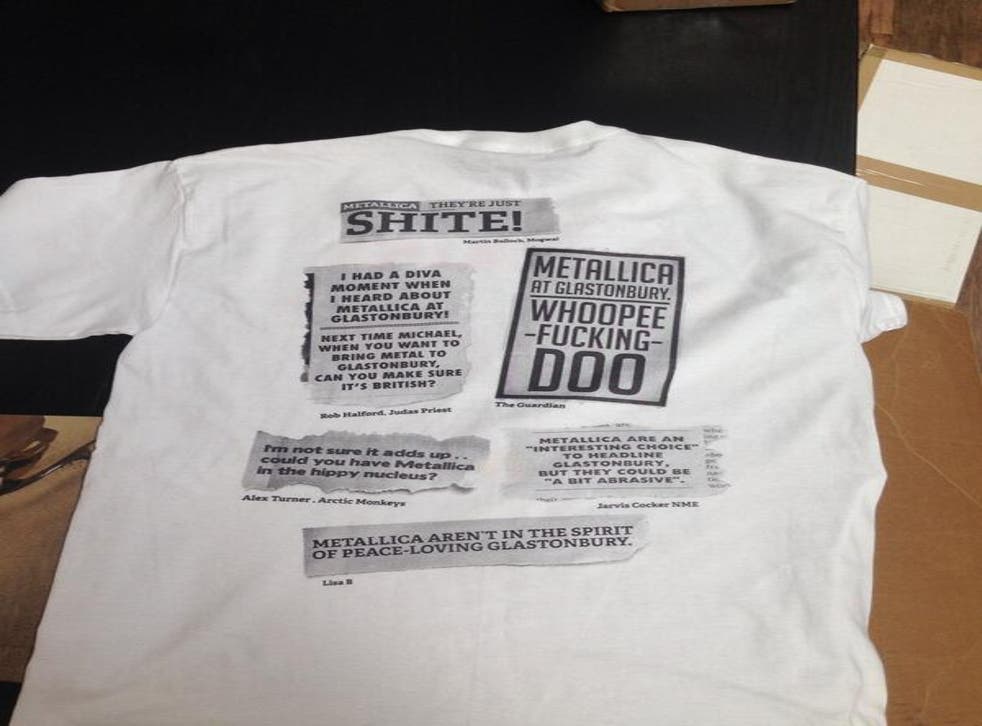 METALLICA THEY'RE JUST
SHITE!
Martin Bulloch, Mogwai
I HAD A DIVA
MOMENT WHEN
I HEARD ABOUT
METALLICA AT
GLASTONBURY!
NEXT TIME MICHAEL,
WHEN YOU WANT TO
BRING METAL TO
GLASTONBURY,
CAN YOU MAKE SURE
IT'S BRITISH?
Rob Halford. Judas Priest
METALLICA
AT GLASTONBURY.
WHOOPEE
-FUCKING-
DOO
The Guardian
I'm not sure it adds up . .
could you have Metallica
in the hippy nucleus?
Alex Turner . Arctic Monkeys
METALLICA ARE AN
"INTERESTING CHOICE"
TO HEADLINE
GLASTONBURY,
BUT THEY COULD BE
"A BIT ABRASIVE".
Jarvis Cocker NME
METALLICA AREN'T IN THE SPIRIT
OF PEACE-LOVING GLASTONBURY.
Lisa B